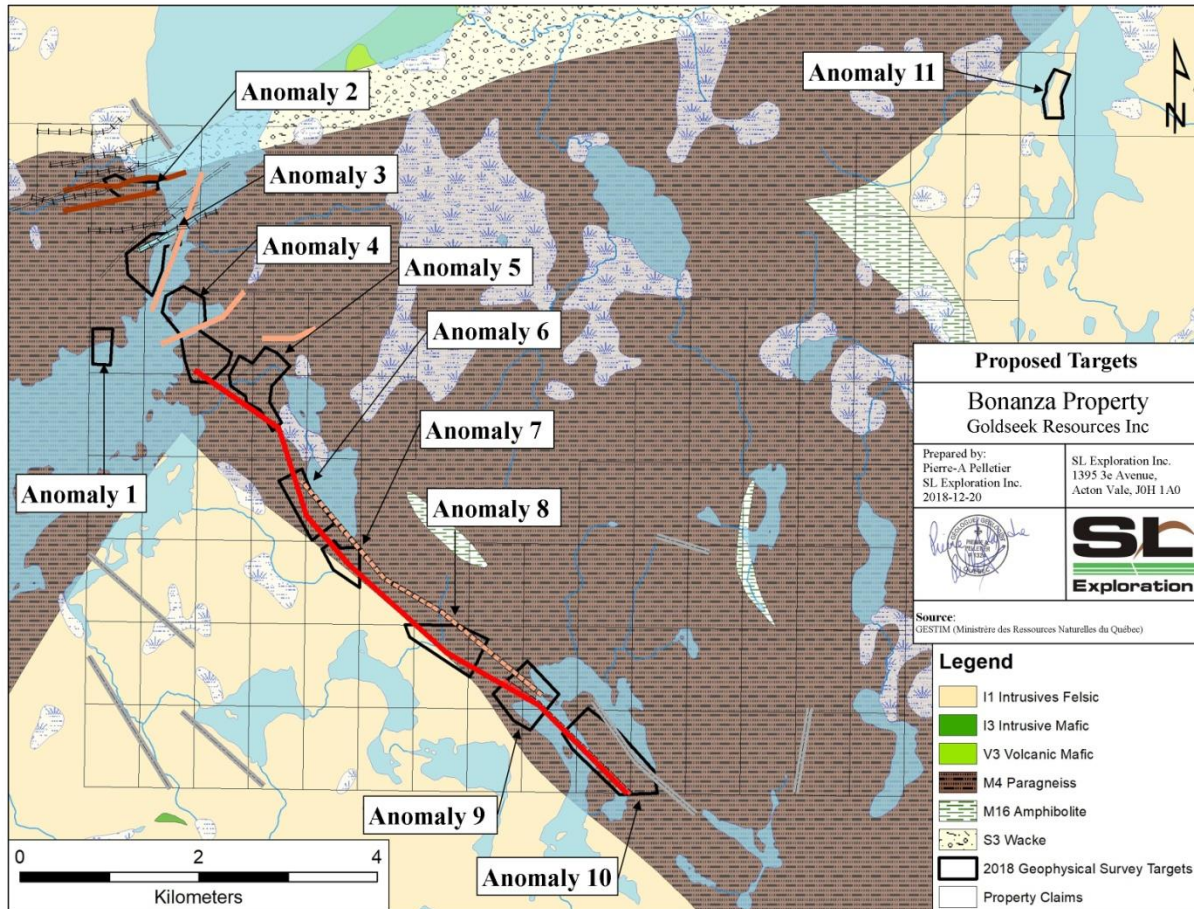 Anomaly 2
Anomaly 11
N
Anomaly 3
Anomaly 4
Anomaly 5
Anomaly 6
Anomaly 7
Anomaly 1
Anomaly 8
Anomaly 9
Anomaly 10
Proposed Targets
Bonanza Property
Goldseek Resources Inc
Prepared by:
Pierre-A Pelletier
SL Exploration Inc.
2018-12-20
SL Exploration Inc.
1395 3e Avenue,
Acton Vale, J0H 1A0
SL
Exploration
Source:
GESTIM (Ministrère des Ressources Naturelles du Québec)
Legend
I1 Intrusives Felsic
I3 Intrusive Mafic
V3 Volcanic Mafic
M4 Paragneiss
M16 Amphibolite
S3 Wacke
2018 Geophysical Survey Targets
Property Claims
0 2 4
Kilometers